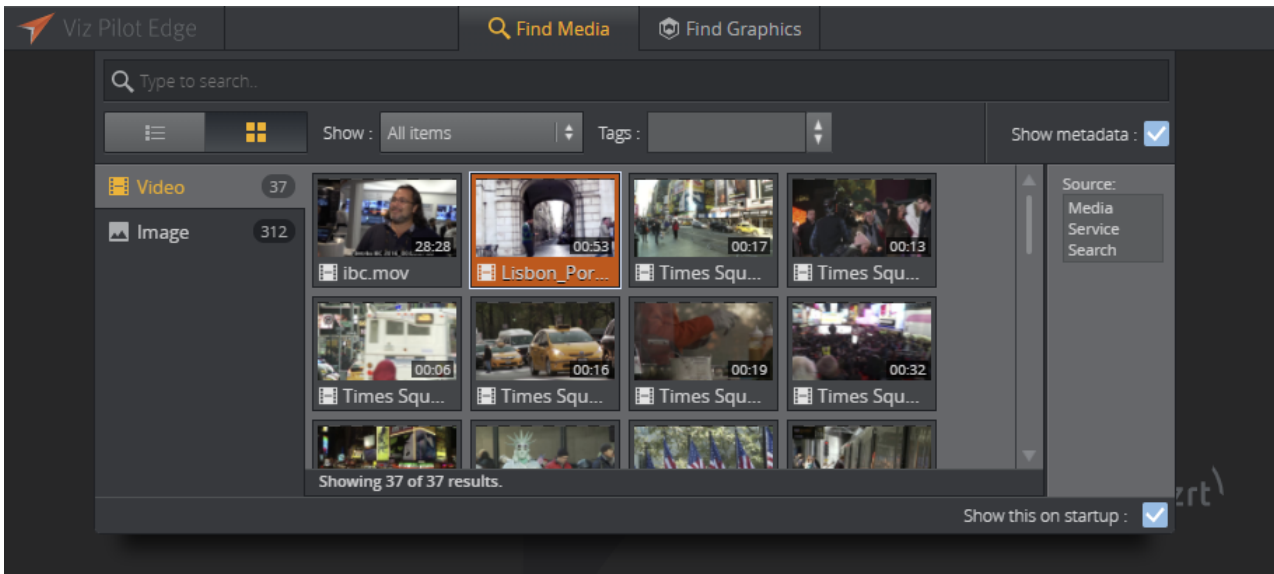 Viz Pilot Edge
Find Media
Find Graphics
Type to search..
Show :
All items
Tags :
Show metadata :
Video
37
Image
312
28:28
ibc.mov
00:53
Lisbon_Por...
00:17
Times Squ...
00:13
Times Squ...
00:06
Times Squ...
00:16
Times Squ...
00:19
Times Squ...
00:32
Times Squ...
Source:
Media
Service
Search
Showing 37 of 37 results.
Show this on startup :
zrt